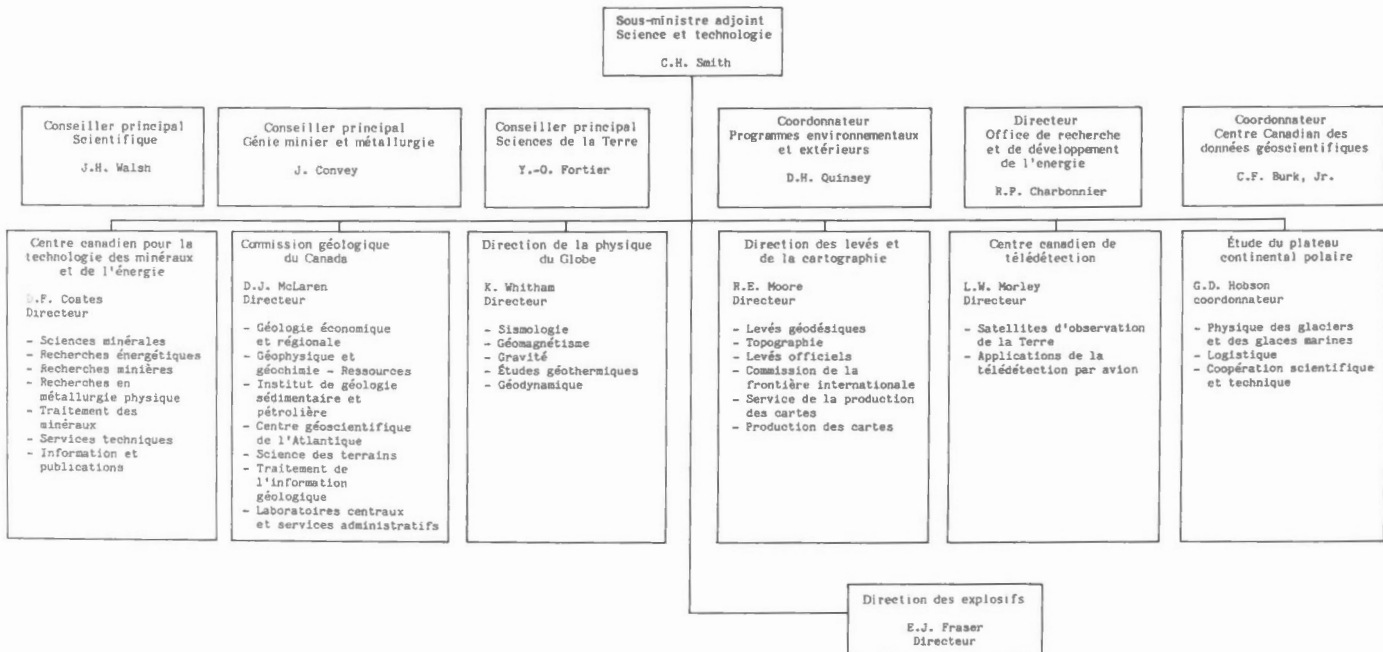 Sous-ministre adjoint
Science et technologie
C.H. Smith
Conseiller principal
Scientifique
J.H. Walsh
Conseiller principal
Génie minier et métallurgie
J. Convey
Conseiller principal
Sciences de la Terre
Y.-O. Fortier
Coordonnateur
Programmes environnementaux
et extérieurs
D.H. Quinsey
Directeur
Office de recherche
et de développement
de l'energie
R.P. Charbonnier
Coordonnateur
Centre Canadian des
données géoscientifiques
C.F. Burk, Jr.
Centre canadien pour la
technologie des minéraux
et de l'énergie
D.F. Coates
Directeur
- Sciences minérales
- Recherches énergétiques
- Recherches minières
- Recherches en
métallurgie physique
- Traitement des
minéraux
- Services techniques
- Information et
publications
Commission géologique
du Canada
D.J. McLaren
Directeur
- Géologie économique
et régionale
- Géophysique et
géochimie - Ressources
- Institut de géologie
sédimentaire et
pétrolière
- Centre géoscientifique
de l'Atlantique
- Science des terrains
- Traitement de
l'information
géologique
- Laboratoires centraux
et services administratifs
Direction de la physique
du Globe
K. Whitham
Directeur
- Sismologie
- Géomagnétisme
- Gravité
- Études géothermiques
- Géodynamique
Direction des levés et
de la cartographie
R.E. Moore
Directeur
- Levés géodésiques
- Topographie
- Levés officiels
- Commission de la
frontière internationale
- Service de la production
des cartes
- Production des cartes
Centre canadien de
télédétection
L.W. Morley
Directeur
- Satellites d'observation
de la Terre
- Applications de la
télédétection par avion
Étude du plateau
continental polaire
G.D. Hobson
coordonnateur
- Physique des glaciers
et des glaces marines
- Logistique
- Coopération scientifique
et technique
Direction des explosifs
E.J. Fraser
Directeur